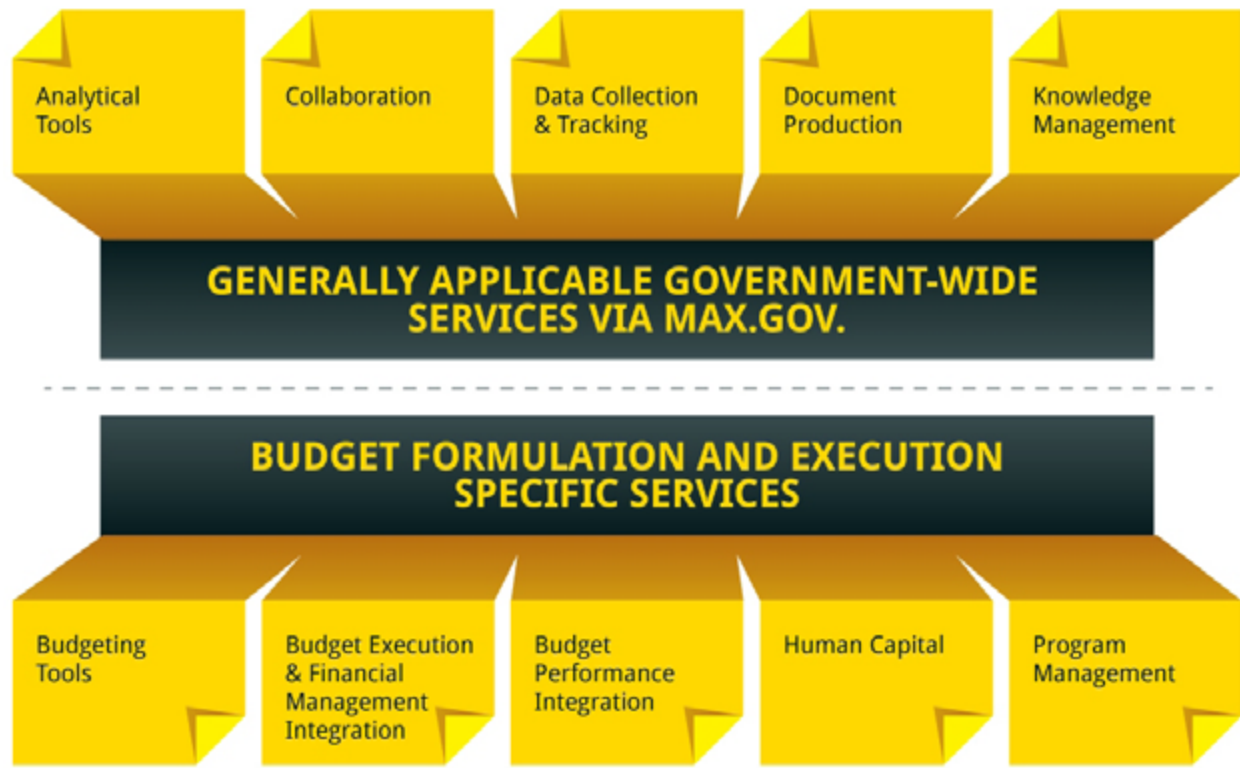 Analytical
Tools
Collaboration
Data Collection
& Tracking
Document
Production
Knowledge
Management
GENERALLY APPLICABLE GOVERNMENT-WIDE
SERVICES VIA MAX.GOV.
BUDGET FORMULATION AND EXECUTION
SPECIFIC SERVICES
Budgeting
Tools
Budget Execution
& Financial
Management
Integration
Budget
Performance
Integration
Human Capital
Program
Management